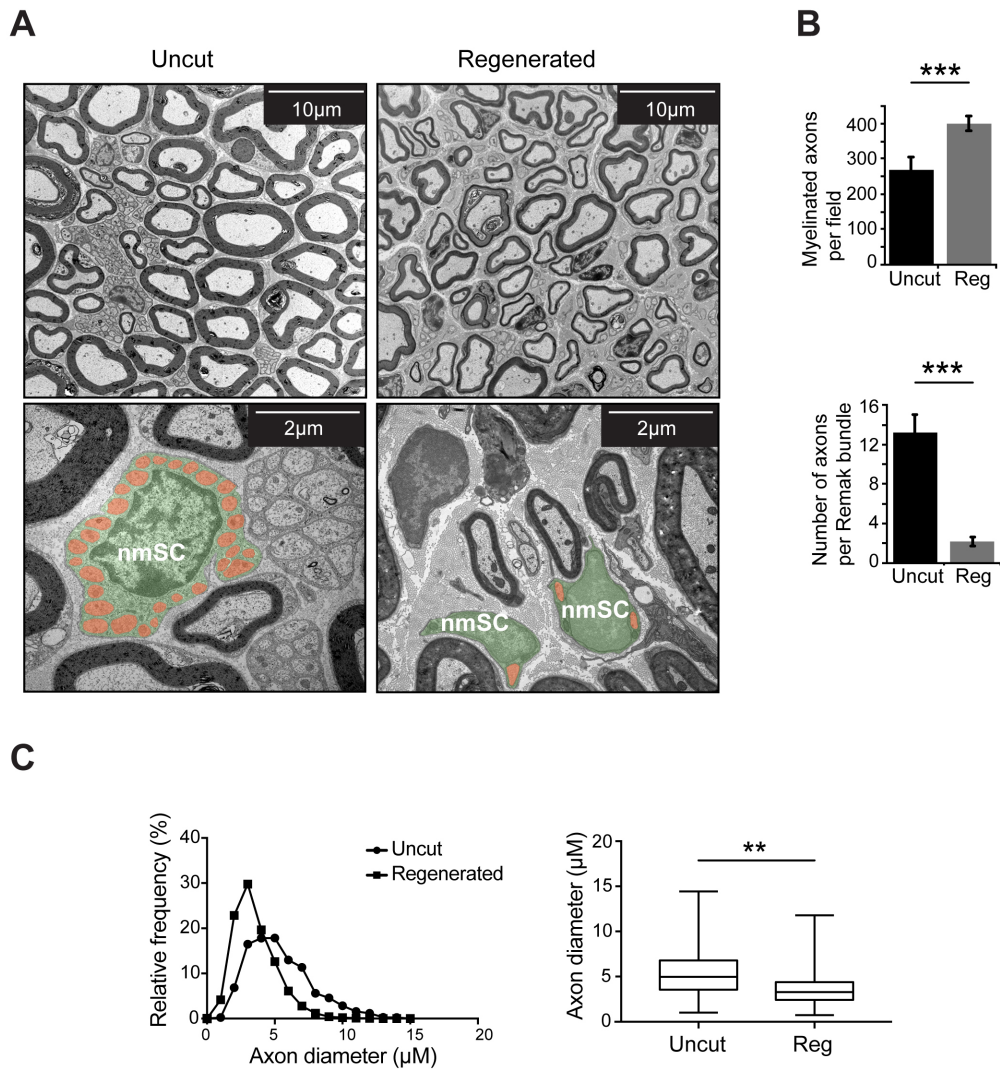 A
Uncut
Regenerated
10µm
10µm
2µm
2µm
nmSC
nmSC
nmSC
B
***
Myelinated axons
per field
400
300
200
100
0
Uncut
Reg
***
Number of axons
per Remak bundle
16
12
8
4
0
Uncut
Reg
C
Relative frequency (%)
40
30
20
10
0
0
5
10
15
20
Axon diameter (µM)
Uncut
Regenerated
Axon diameter (µM)
20
15
10
5
0
**
Uncut
Reg